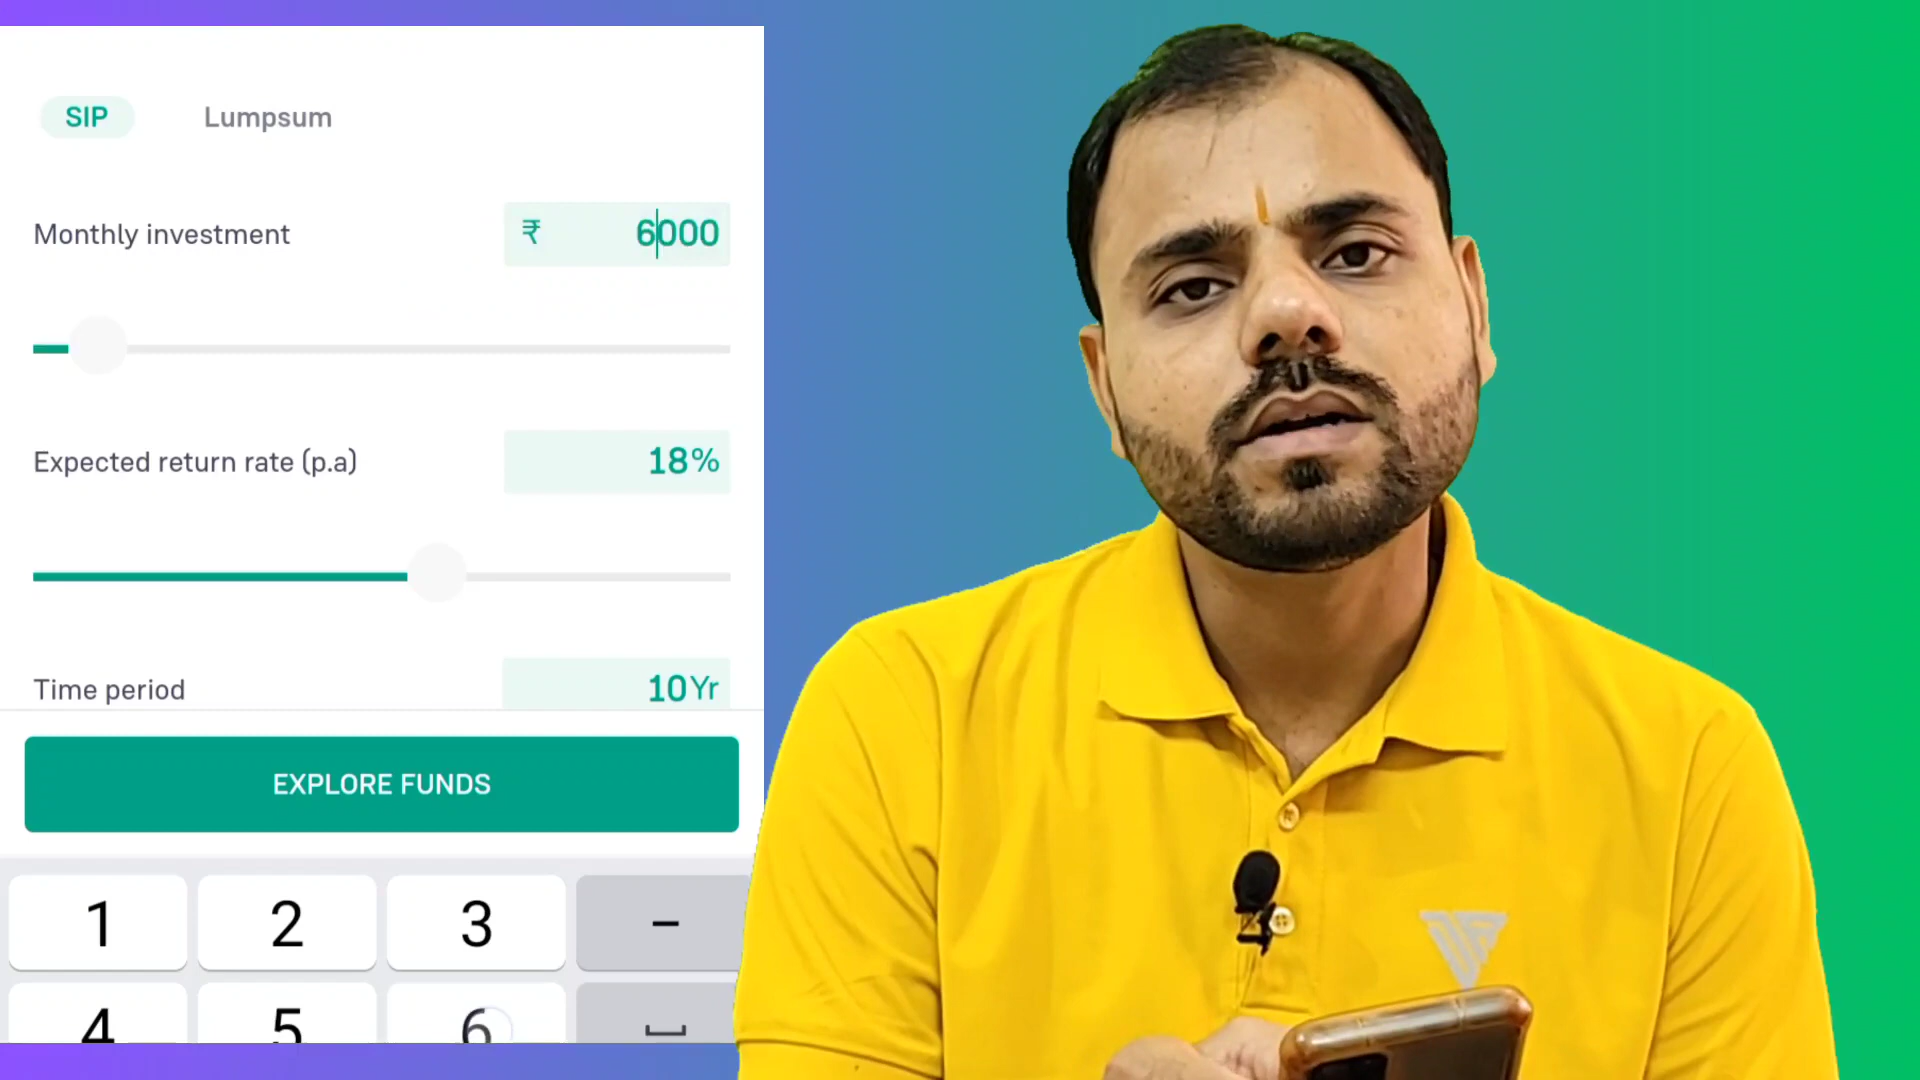 SIP Lumpsum
Monthly investment ₹ 6000
Expected return rate (p.a) 18%
Time period 10Yr
EXPLORE FUNDS
1 2 3 -
4 5 6